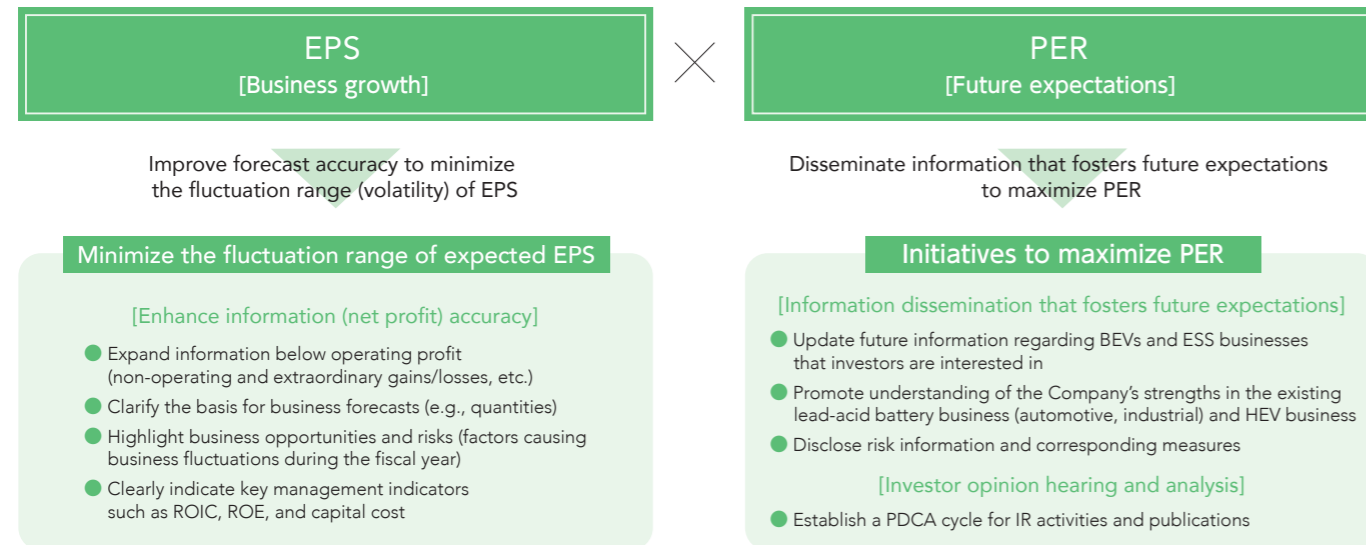 EPS
[Business growth]
×
PER
[Future expectations]
Improve forecast accuracy to minimize
the fluctuation range (volatility) of EPS
Minimize the fluctuation range of expected EPS
[Enhance information (net profit) accuracy]
● Expand information below operating profit
(non-operating and extraordinary gains/losses, etc.)
● Clarify the basis for business forecasts (e.g., quantities)
● Highlight business opportunities and risks (factors causing
business fluctuations during the fiscal year)
● Clearly indicate key management indicators
such as ROIC, ROE, and capital cost
Disseminate information that fosters future expectations
to maximize PER
Initiatives to maximize PER
[Information dissemination that fosters future expectations]
● Update future information regarding BEVs and ESS businesses
that investors are interested in
● Promote understanding of the Company’s strengths in the existing
lead-acid battery business (automotive, industrial) and HEV business
● Disclose risk information and corresponding measures
[Investor opinion hearing and analysis]
● Establish a PDCA cycle for IR activities and publications